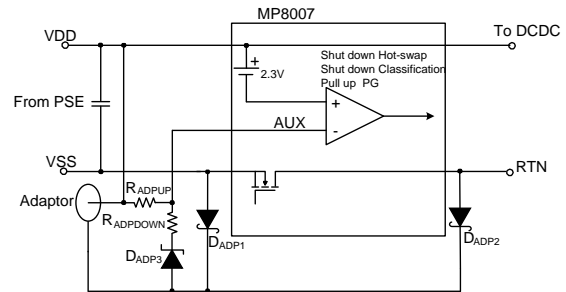 MP8007
VDD
To DCDC
Shut down Hot-swap
Shut down Classification
Pull up PG
2.3V
+
From PSE
+
AUX
-
VSS
RTN
Adaptor
RADPUP
RADPDOWN
DADP1
DADP2
DADP3